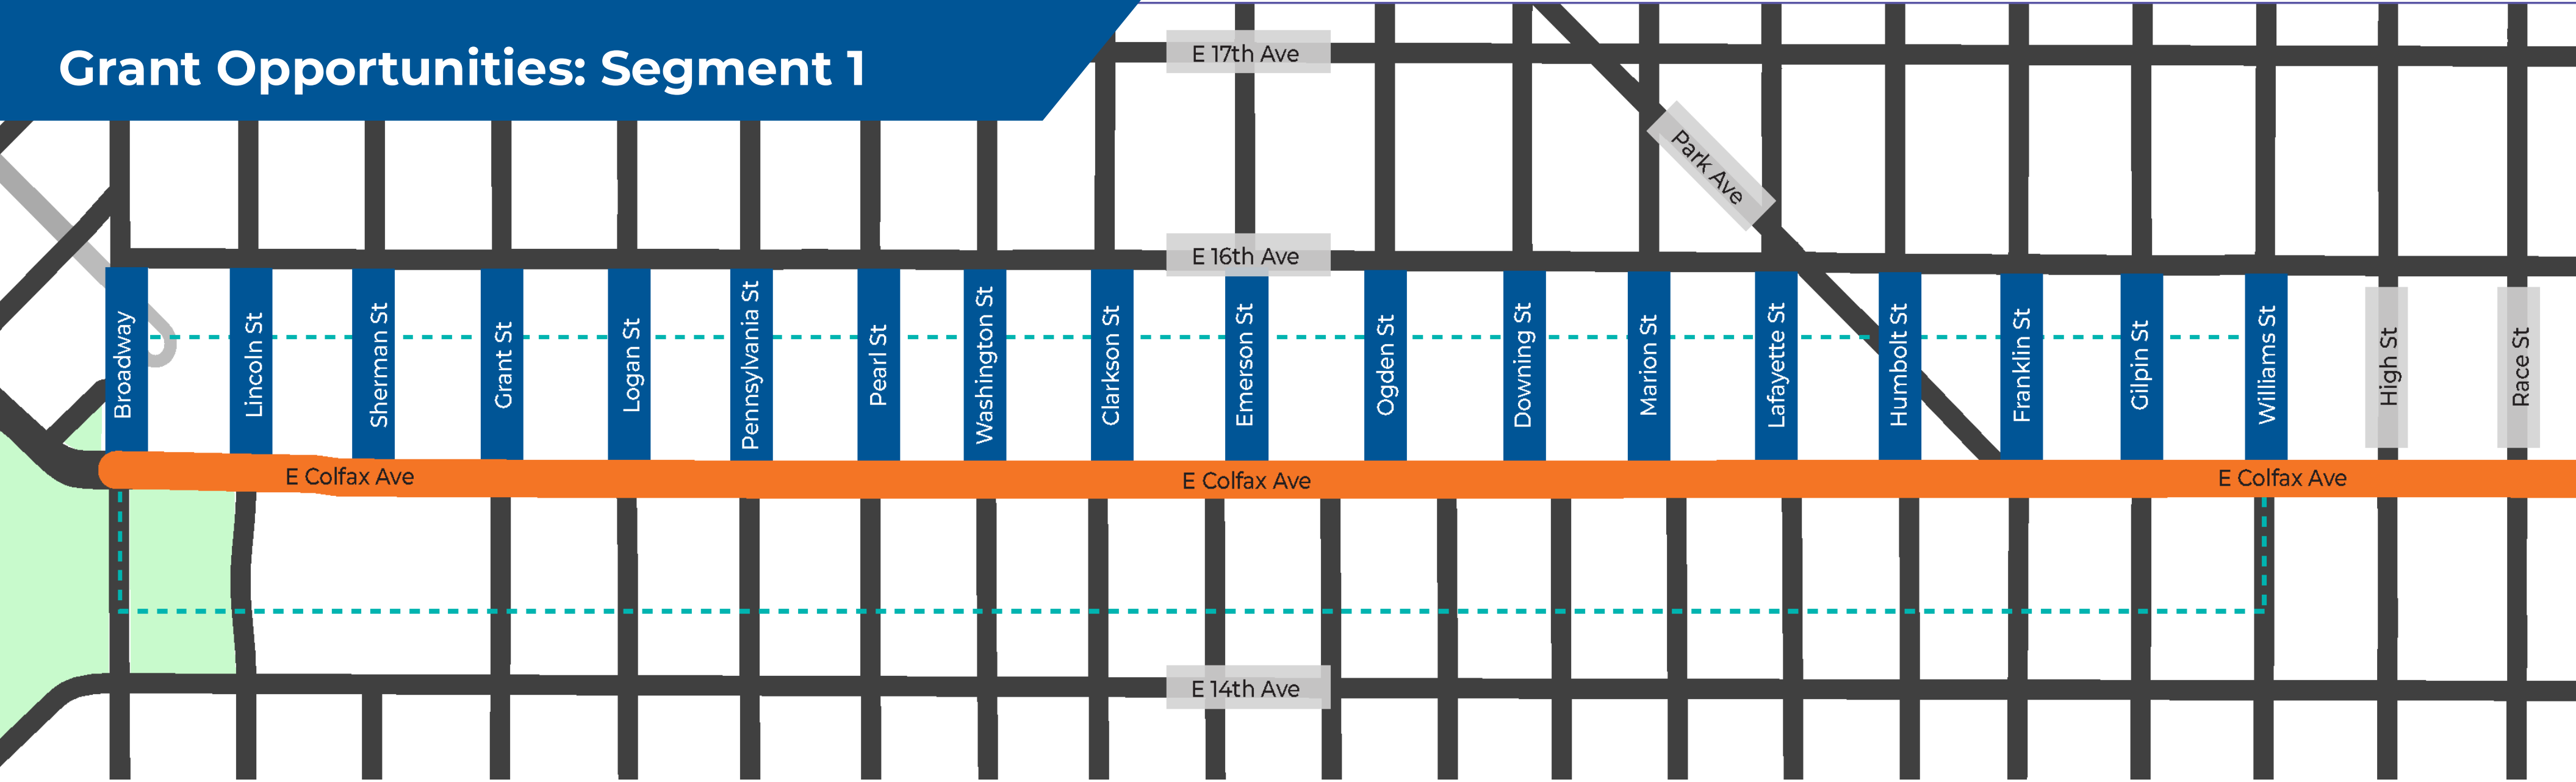 Grant Opportunities: Segment 1
E 17th Ave
Park Ave
E 16th Ave
Broadway
Lincoln St
Sherman St
Grant St
Logan St
Pennsylvania St
Pearl St
Washington St
Clarkson St
Emerson St
Ogden St
Downing St
Marion St
Lafayette St
Humbolt St
Franklin St
Gilpin St
Williams St
High St
Race St
E Colfax Ave
E Colfax Ave
E Colfax Ave
E 14th Ave